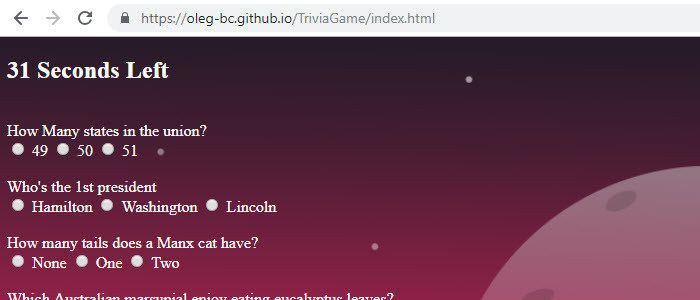 https://oleg-bc.github.io/TriviaGame/index.html
31 Seconds Left
How Many states in the union?
49 50 51
Who's the 1st president
Hamilton Washington Lincoln
How many tails does a Manx cat have?
None One Two
Which Australian marsupial enjoy eating eucalyptus leaves?